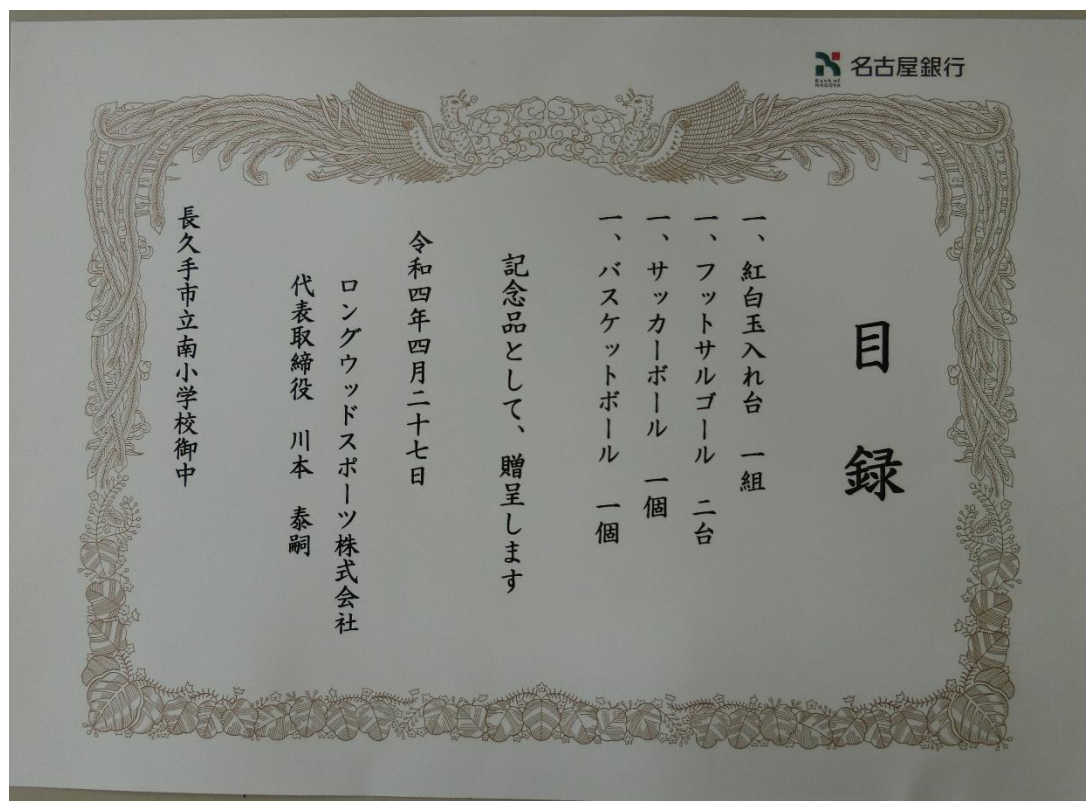 名古屋銀行
Bank of NAGOYA
目録
一、紅白玉入れ台　一組
一、フットサルゴール　二台
一、サッカーボール　一個
一、バスケットボール　一個
記念品として、贈呈します
令和四年四月二十七日
ロングウッドスポーツ株式会社
代表取締役　川本　泰嗣
長久手市立南小学校御中